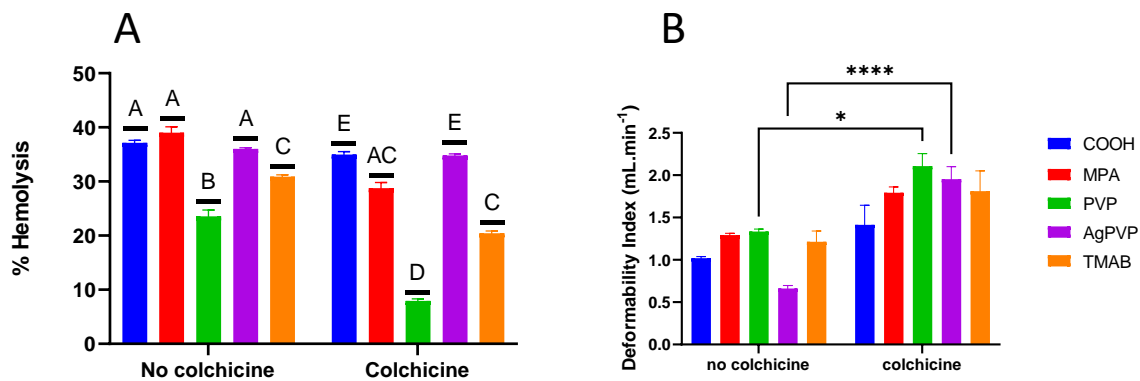 A
% Hemolysis
50
40
30
20
10
0
A
A
B
A
C
E
AC
D
E
C
No colchicine
Colchicine
B
Deformability Index (mL.min-1)
2.5
2.0
1.5
1.0
0.5
0.0
****
*
no colchicine
colchicine
COOH
MPA
PVP
AgPVP
TMAB